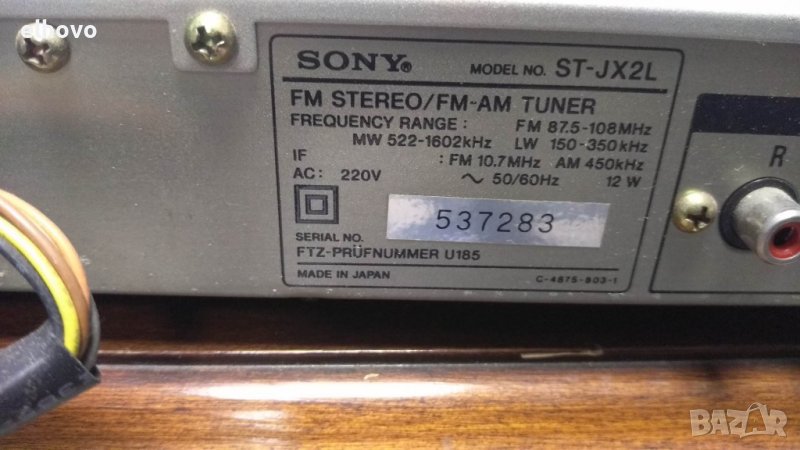 elhovo
SONY® MODEL NO. ST-JX2L
FM STEREO/FM-AM TUNER
FREQUENCY RANGE : FM 87.5-108MHz
MW 522-1602kHz LW 150-350kHz
IF : FM 10.7MHz AM 450kHz
AC: 220V ~ 50/60Hz 12 W
537283
SERIAL NO.
FTZ-PRÜFNUMMER U185
MADE IN JAPAN C-4875-803-1
R
BAZAR